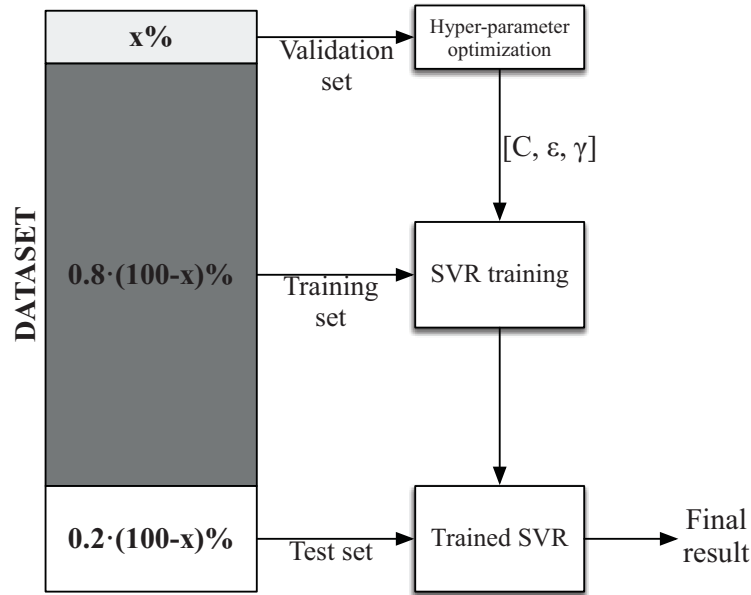 x%
Validation
set
Hyper-parameter
optimization
[C, ε, γ]
DATASET
0.8·(100-x)%
Training
set
SVR training
0.2·(100-x)%
Test set
Trained SVR
Final
result